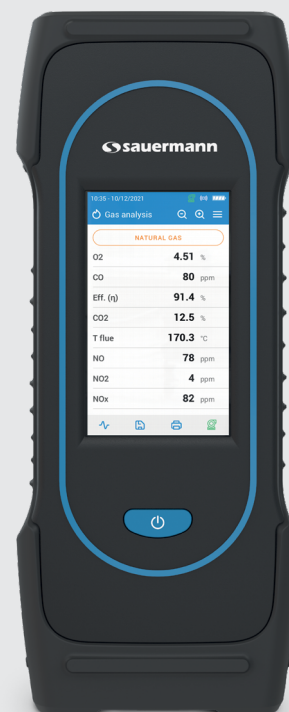 sauermann
10:35 - 10/12/2021
Gas analysis
NATURAL GAS
O2 4.51 %
CO 80 ppm
Eff. (η) 91.4 %
CO2 12.5 %
T flue 170.3 °C
NO 78 ppm
NO2 4 ppm
NOx 82 ppm